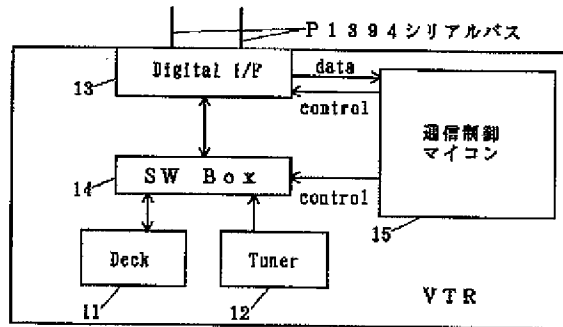 P1394シリアルバス
Digital I/F
data
13
control
通信制御
マイコン
SW Box
14
control
15
Deck
Tuner
11
12
VTR